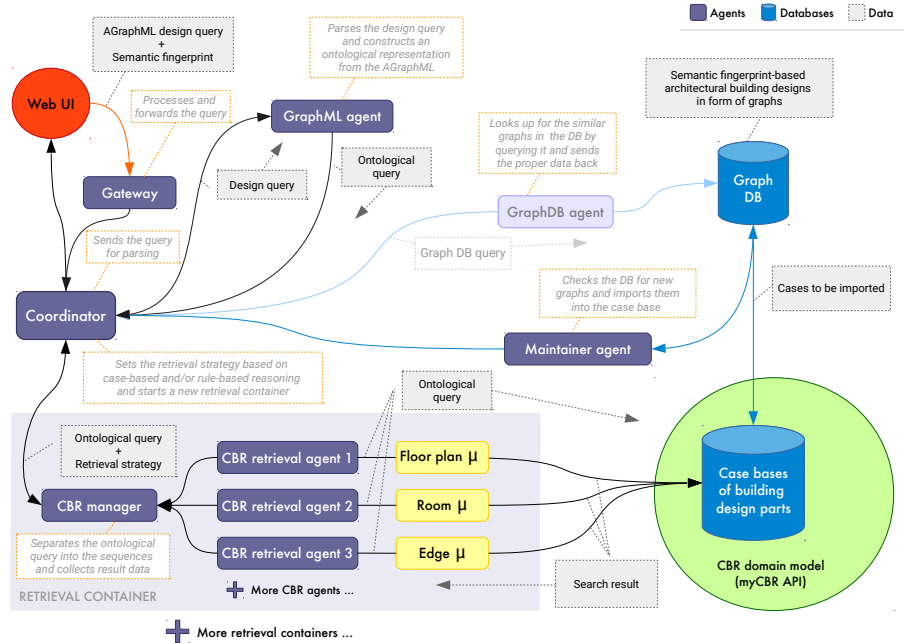 Agents
Databases
Data
AGraphML design query
+
Semantic fingerprint
Parses the design query
and constructs an
ontological representation
from the AGraphML
Semantic fingerprint-based
architectural building designs
in form of graphs
Web UI
Processes and
forwards the query
GraphML agent
Looks up for the similar
graphs in the DB by
querying it and sends
the proper data back
Design query
Ontological
query
Gateway
Graph
DB
GraphDB agent
Sends the query
for parsing
Graph DB query
Checks the DB for new
graphs and imports them
into the case base
Cases to be imported
Coordinator
Maintainer agent
Sets the retrieval strategy based on
case-based and/or rule-based reasoning
and starts a new retrieval container
Ontological
query
Ontological query
+
Retrieval strategy
CBR retrieval agent 1
Floor plan μ
CBR manager
CBR retrieval agent 2
Room μ
Case bases
of building
design parts
Separates the ontological
query into the sequences
and collects result data
CBR retrieval agent 3
Edge μ
CBR domain model
(myCBR API)
Search result
More CBR agents ...
RETRIEVAL CONTAINER
More retrieval containers ...